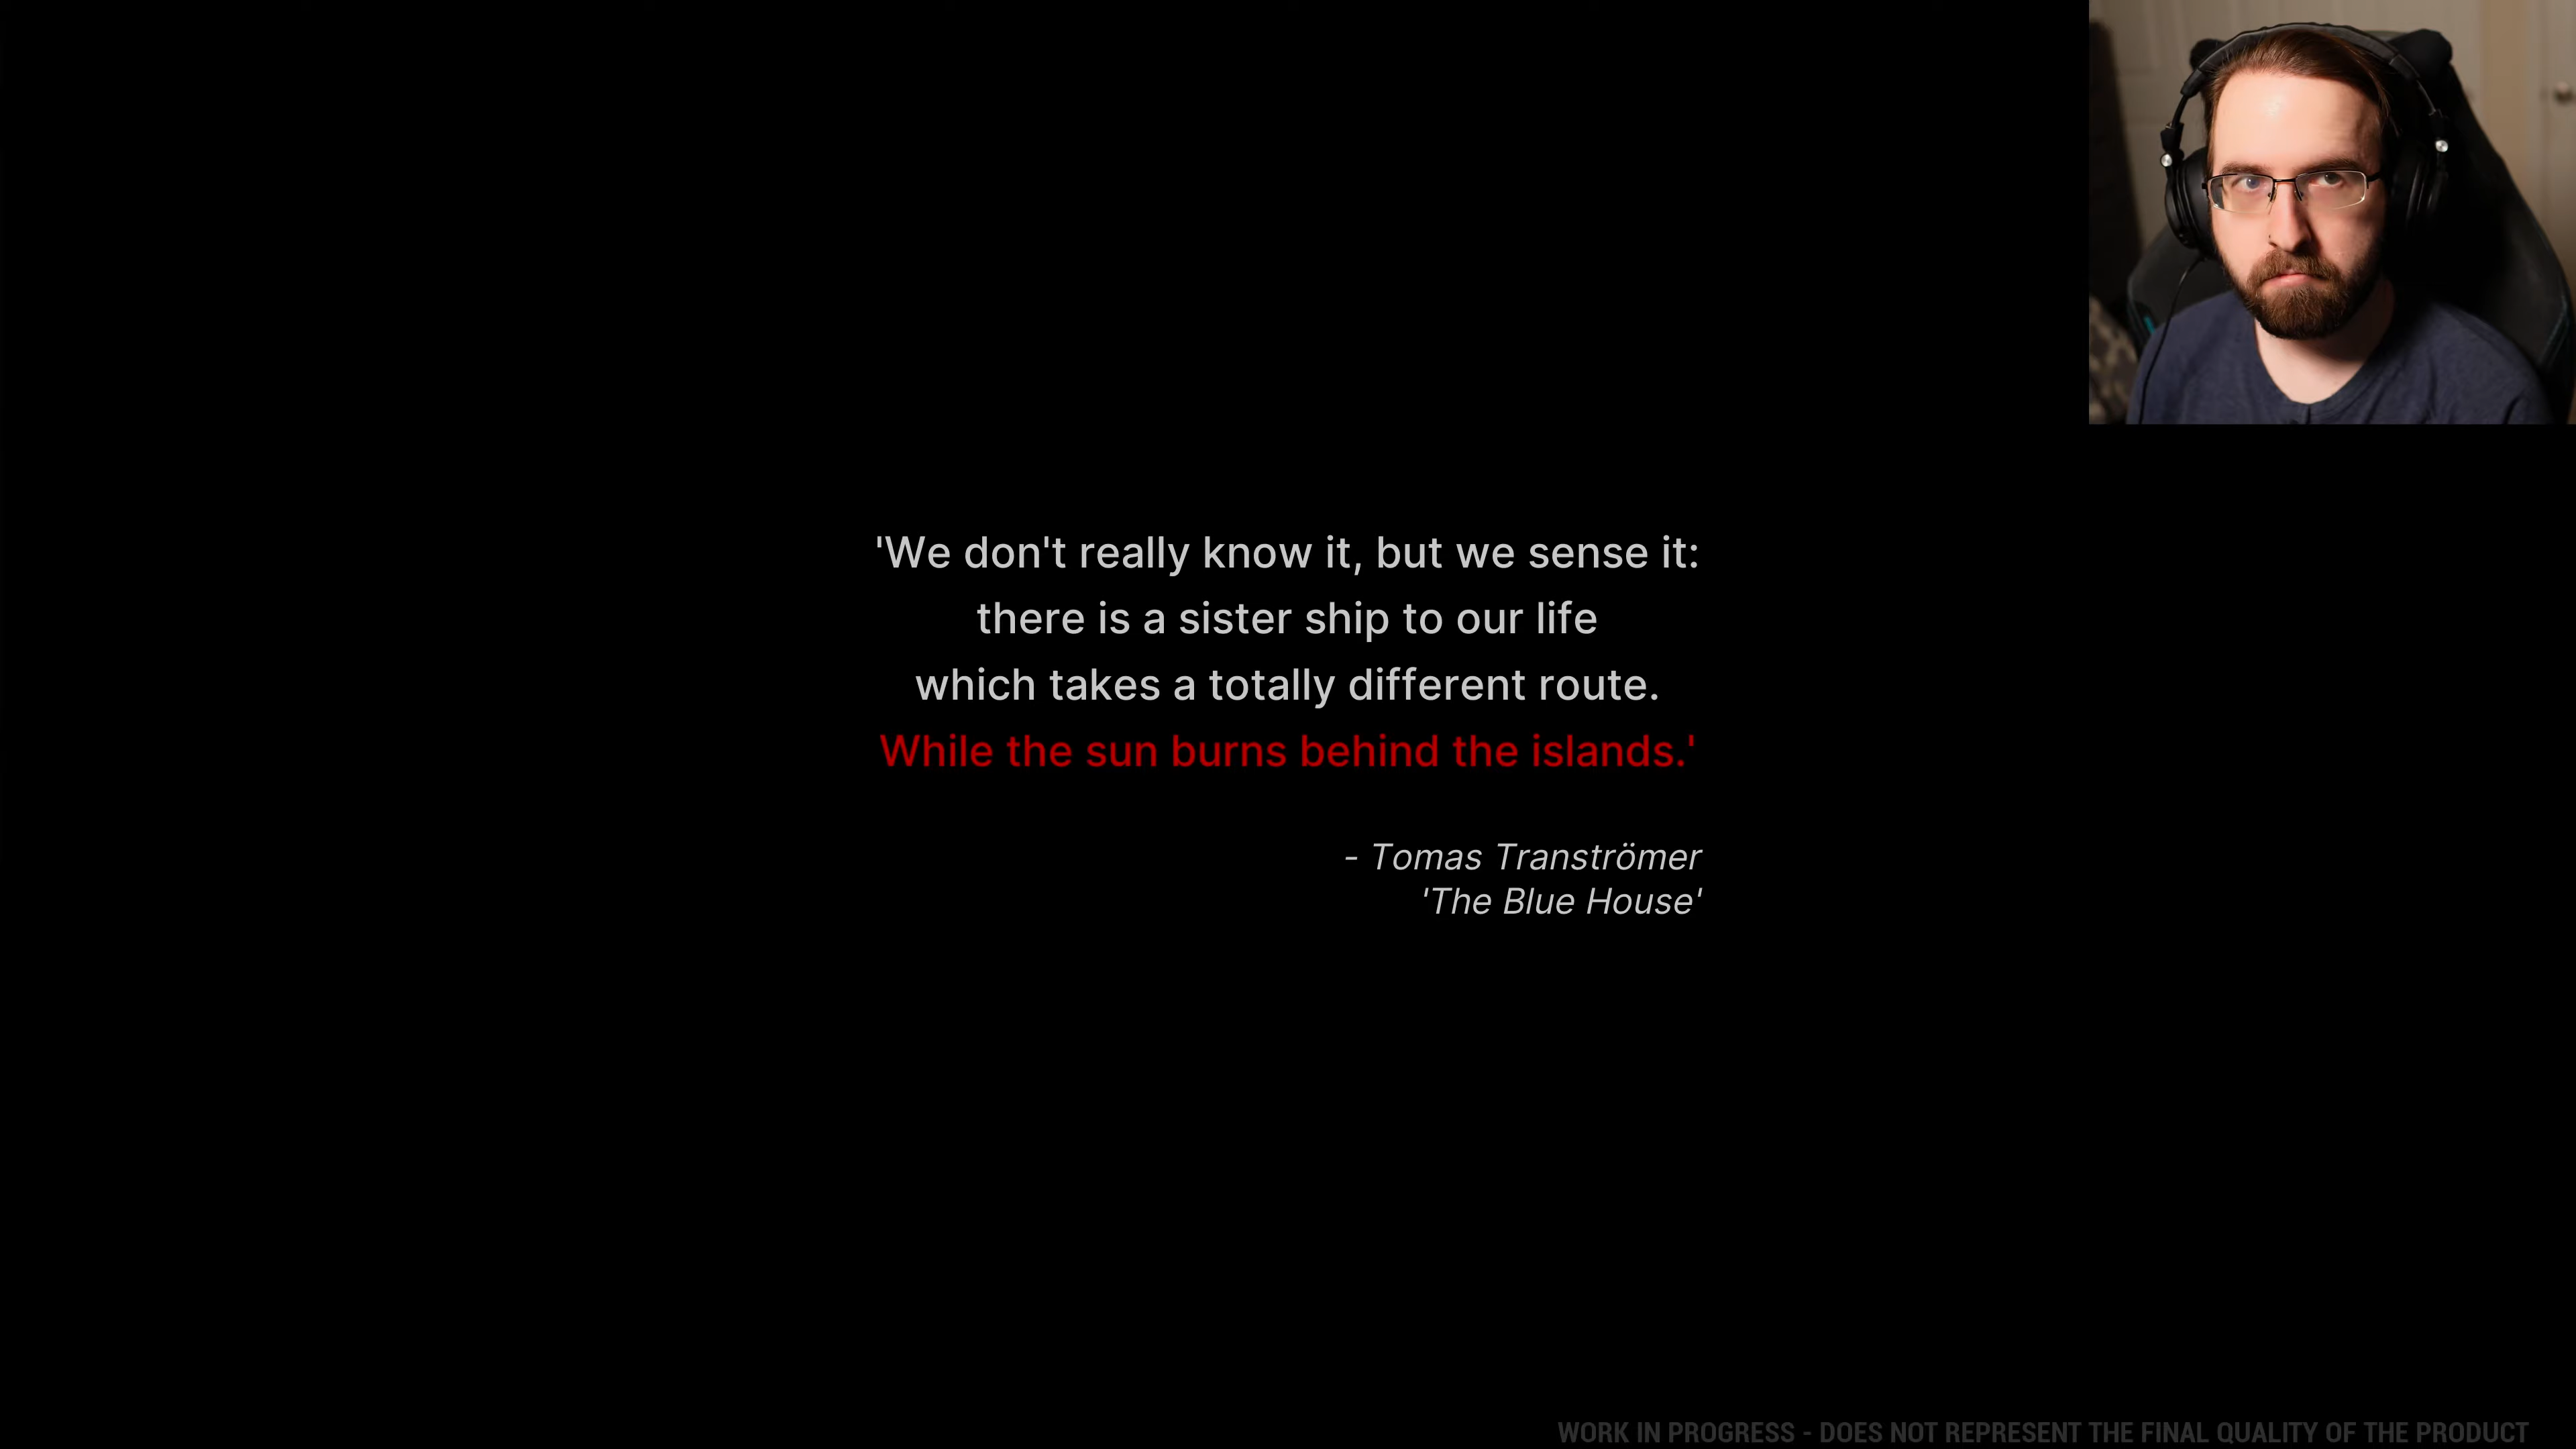 'We don't really know it, but we sense it:
there is a sister ship to our life
which takes a totally different route.
While the sun burns behind the islands.'
- Tomas Tranströmer
'The Blue House'
WORK IN PROGRESS - DOES NOT REPRESENT THE FINAL QUALITY OF THE PRODUCT